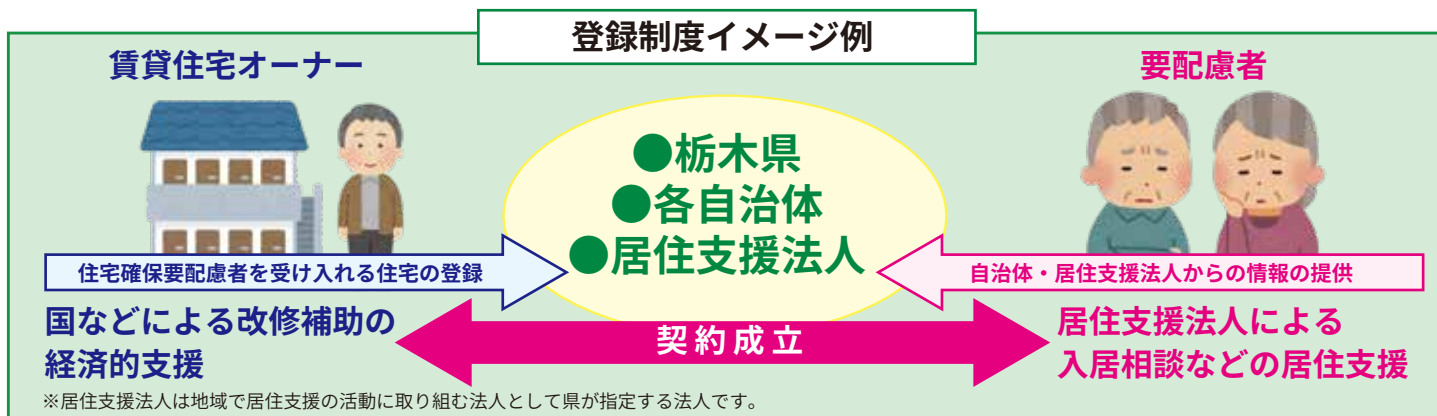 登録制度イメージ例
賃貸住宅オーナー
要配慮者
●栃木県
●各自治体
●居住支援法人
住宅確保要配慮者を受け入れる住宅の登録
自治体・居住支援法人からの情報の提供
国などによる改修補助の
経済的支援
契約成立
居住支援法人による
入居相談などの居住支援
※居住支援法人は地域で居住支援の活動に取り組む法人として県が指定する法人です。